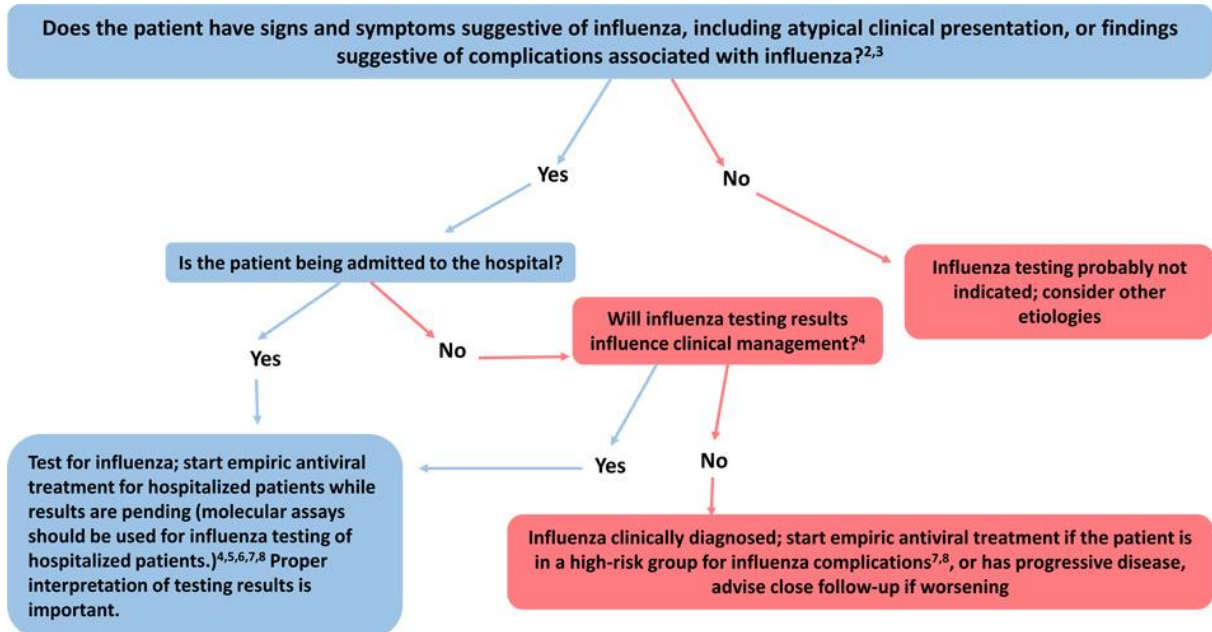 Does the patient have signs and symptoms suggestive of influenza, including atypical clinical presentation, or findings
suggestive of complications associated with influenza?2,3
Yes
No
Is the patient being admitted to the hospital?
Influenza testing probably not
indicated; consider other
etiologies
Will influenza testing results
influence clinical management?4
Yes
No
Test for influenza; start empiric antiviral
treatment for hospitalized patients while
results are pending (molecular assays
should be used for influenza testing of
hospitalized patients.)4,5,6,7,8 Proper
interpretation of testing results is
important.
Yes
No
Influenza clinically diagnosed; start empiric antiviral treatment if the patient is
in a high-risk group for influenza complications7,8, or has progressive disease,
advise close follow-up if worsening